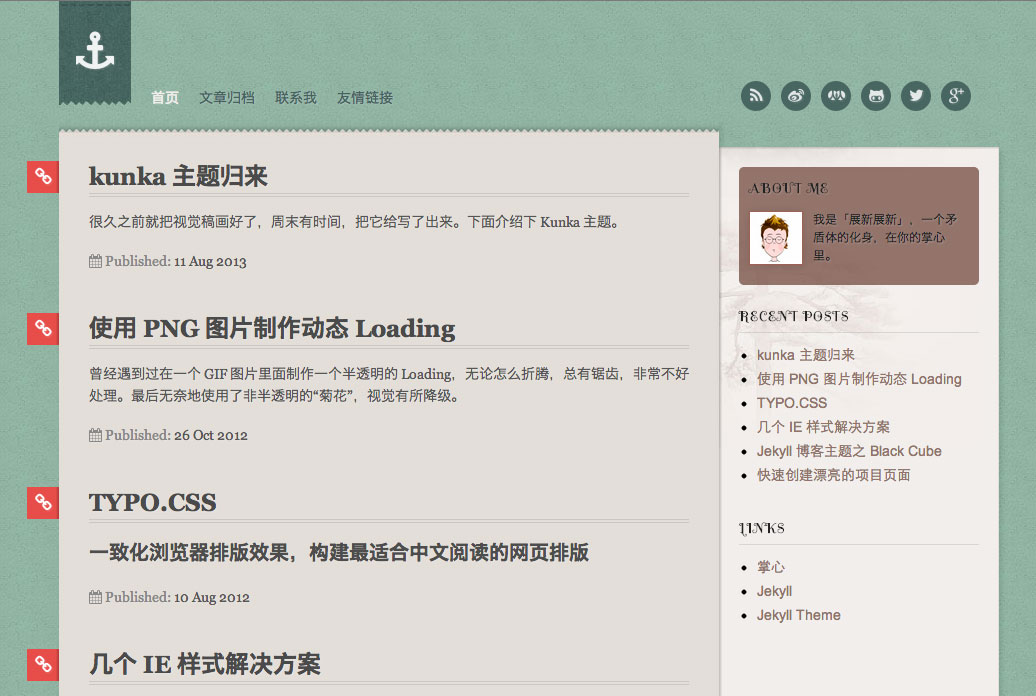 首页 文章归档 联系我 友情链接
kunka 主题归来
很久之前就把视觉稿画好了，周末有时间，把它给写了出来。下面介绍下 Kunka 主题。
Published: 11 Aug 2013
使用 PNG 图片制作动态 Loading
曾经遇到过在一个 GIF 图片里面制作一个半透明的 Loading，无论怎么折腾，总有锯齿，非常不好
处理。最后无奈地使用了非半透明的“菊花”，视觉有所降级。
Published: 26 Oct 2012
TYPO.CSS
一致化浏览器排版效果，构建最适合中文阅读的网页排版
Published: 10 Aug 2012
几个 IE 样式解决方案
ABOUT ME
我是「展新展新」，一个矛
盾体的化身，在你的掌心
里。
RECENT POSTS
kunka 主题归来
使用 PNG 图片制作动态 Loading
TYPO.CSS
几个 IE 样式解决方案
Jekyll 博客主题之 Black Cube
快速创建漂亮的项目页面
LINKS
掌心
Jekyll
Jekyll Theme